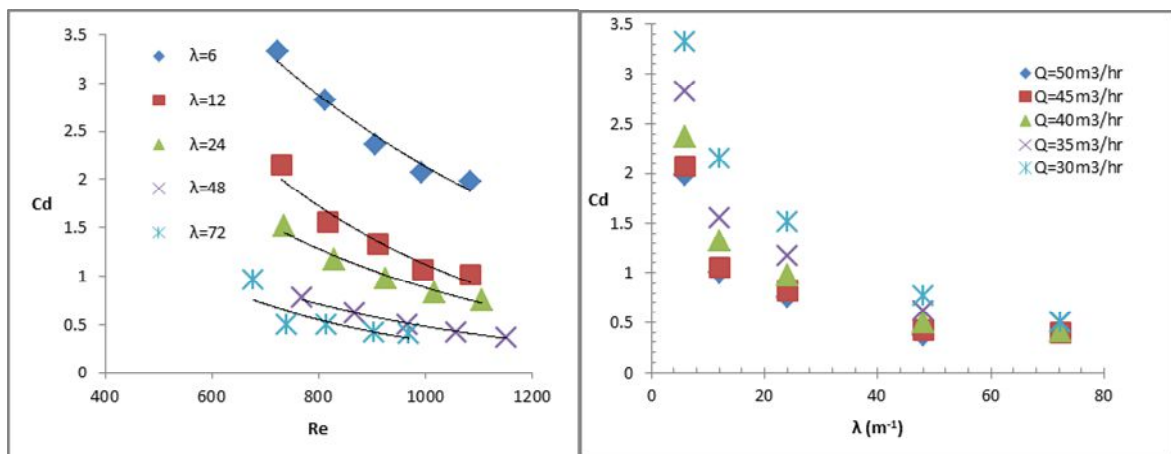 3.5
3
2.5
2
1.5
1
0.5
0
Cd
λ=6
λ=12
λ=24
λ=48
λ=72
400 600 800 1000 1200
Re
3.5
3
2.5
2
1.5
1
0.5
0
Cd
Q=50m3/hr
Q=45m3/hr
Q=40m3/hr
Q=35m3/hr
Q=30m3/hr
0 20 40 60 80
λ (m⁻¹)